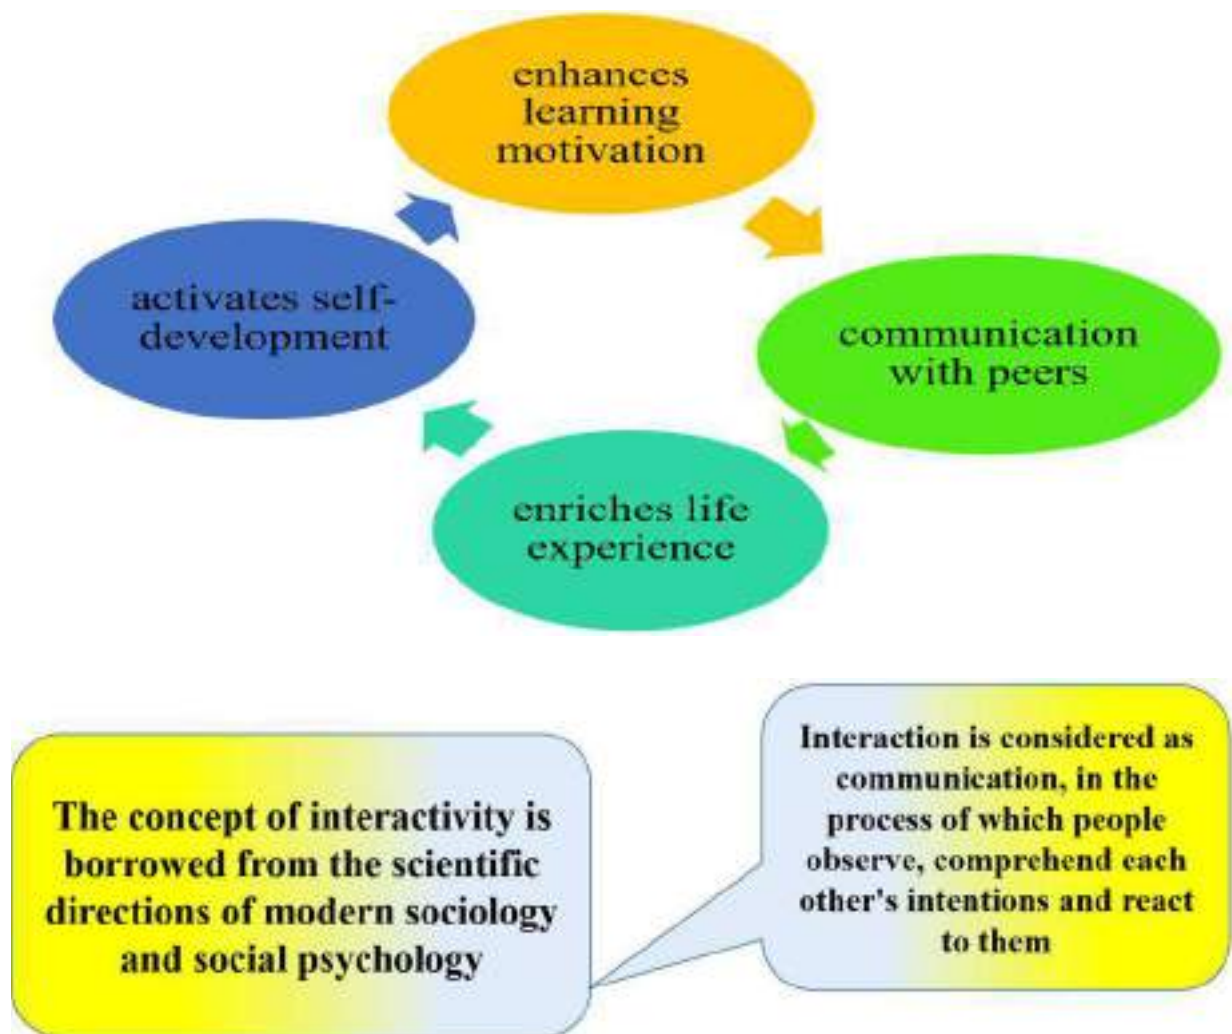 enhances
learning
motivation
activates self-
development
communication
with peers
enriches life
experience
The concept of interactivity is
borrowed from the scientific
directions of modern sociology
and social psychology
Interaction is considered as
communication, in the
process of which people
observe, comprehend each
other's intentions and react
to them